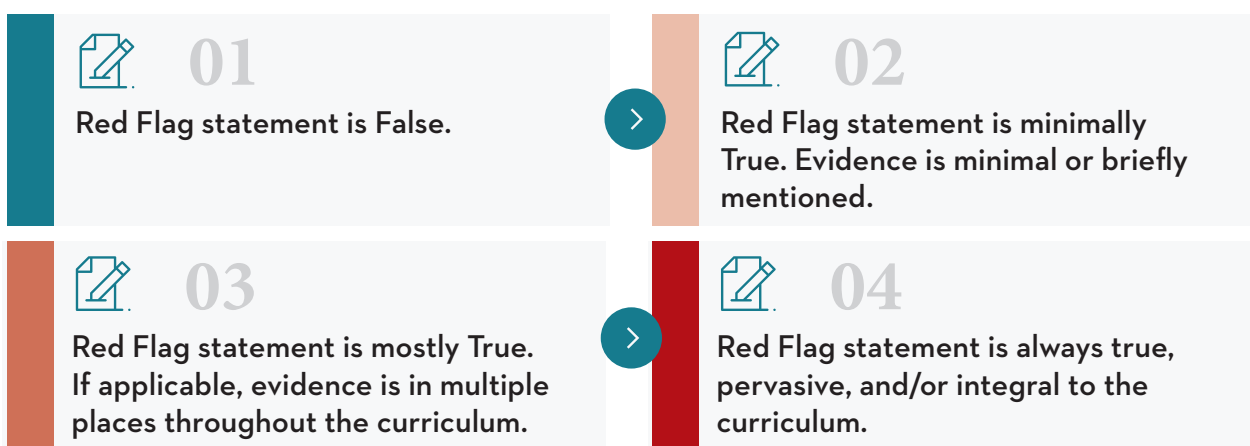 01
Red Flag statement is False.
02
Red Flag statement is minimally
True. Evidence is minimal or briefly
mentioned.
03
Red Flag statement is mostly True.
If applicable, evidence is in multiple
places throughout the curriculum.
04
Red Flag statement is always true,
pervasive, and/or integral to the
curriculum.